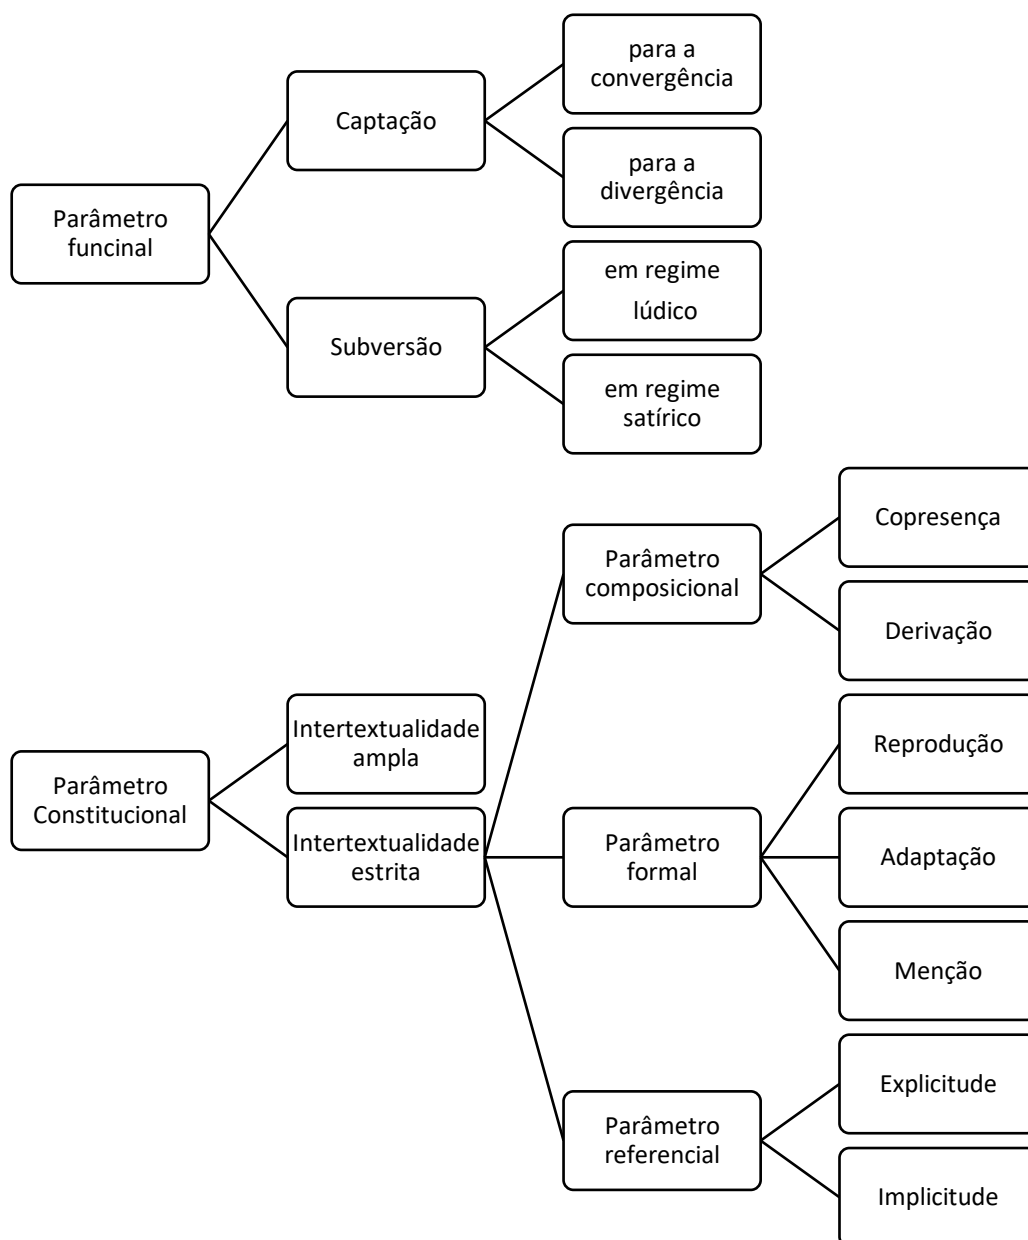 Parâmetro
funcinal
Captação
para a
convergência
para a
divergência
Subversão
em regime
lúdico
em regime
satírico
Parâmetro
Constitucional
Intertextualidade
ampla
Intertextualidade
estrita
Parâmetro
composicional
Copresença
Derivação
Parâmetro
formal
Reprodução
Adaptação
Menção
Parâmetro
referencial
Explicitude
Implicitude